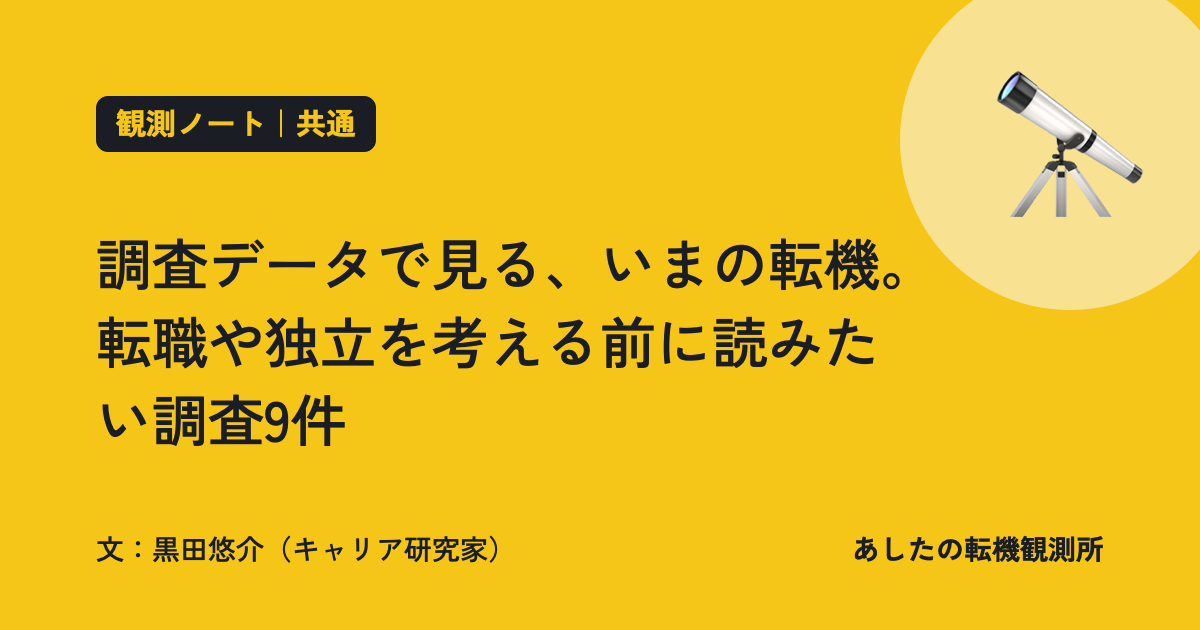 観測ノート｜共通
調査データで見る、いまの転機。
転職や独立を考える前に読みた
い調査9件
文：黒田悠介（キャリア研究家）
あしたの転機観測所